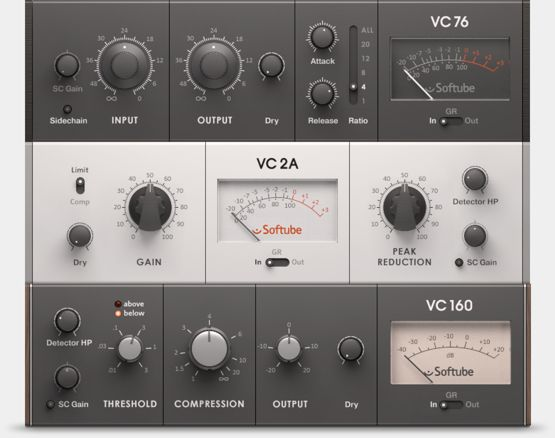 VC 76
24
30
18
36
12
48
6
∞
0
SC Gain
Sidechain
INPUT
24
30
18
36
12
48
6
∞
0
OUTPUT
Dry
Attack
Release
ALL
20
12
8
4
1
Ratio
-20 -10 -7 -5 -3 -2 -1 0 +1 +2 +3
0 20 40 60 80 100
Softube
GR
In Out
VC 2A
Limit
Comp
Dry
50
40 60
30 70
20 80
10 90
0 100
GAIN
-20 -10 -7 -5 -3 -2 -1 0 +1 +2 +3
0 20 40 60 80 100
Softube
GR
In Out
50
40 60
30 70
20 80
10 90
0 100
PEAK
REDUCTION
Detector HP
SC Gain
VC 160
Detector HP
SC Gain
above
below
.1 .3
.03 1
.01 3
THRESHOLD
4
3 6
2 10
1.5 20
1 ∞
COMPRESSION
0
-10 10
-20 20
OUTPUT
Dry
-40 -30 -20 -10 0 +10 +20
dB
Softube
GR
In Out